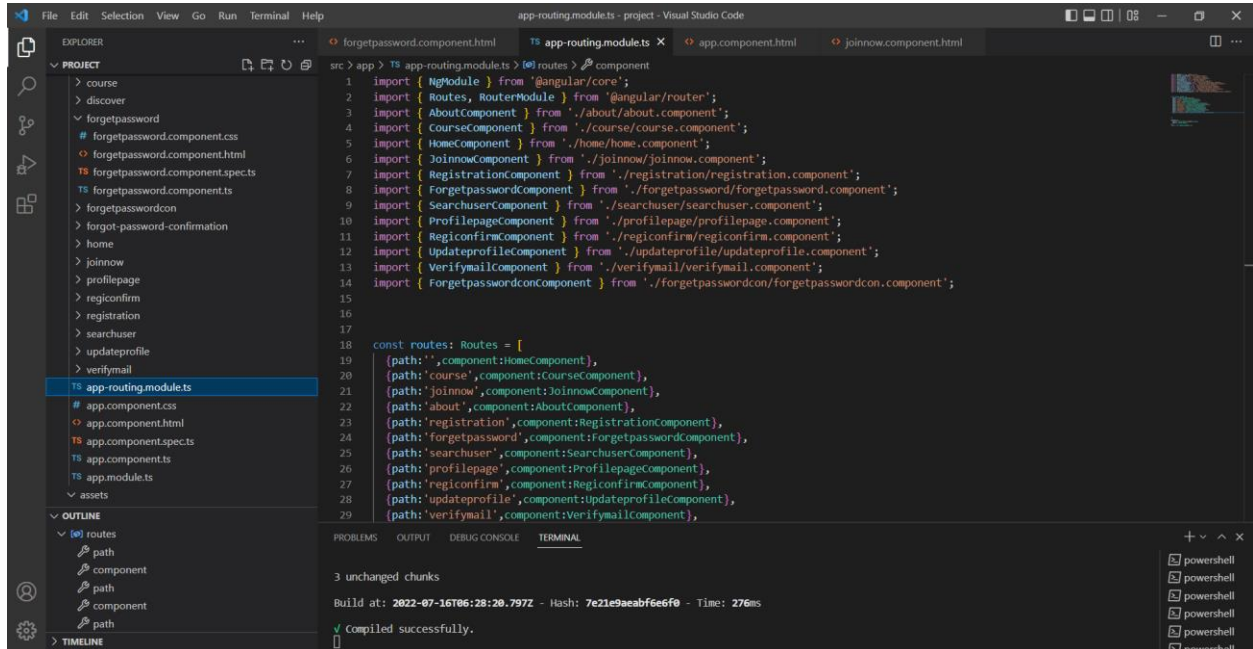 File Edit Selection View Go Run Terminal Help
app-routing.module.ts - project - Visual Studio Code
EXPLORER
PROJECT
course
discover
forgetpassword
# forgetpassword.component.css
<> forgetpassword.component.html
TS forgetpassword.component.spec.ts
TS forgetpassword.component.ts
forgetpasswordcon
forgot-password-confirmation
home
joinnow
profilepage
regiconfirm
registration
searchuser
updateprofile
verifymail
TS app-routing.module.ts
# app.component.css
<> app.component.html
TS app.component.spec.ts
TS app.component.ts
TS app.module.ts
assets
OUTLINE
routes
path
component
path
component
path
TIMELINE
<> forgetpassword.component.html TS app-routing.module.ts <> app.component.html <> joinnow.component.html
src > app > TS app-routing.module.ts > routes > component
1 import { NgModule } from '@angular/core';
2 import { Routes, RouterModule } from '@angular/router';
3 import { AboutComponent } from './about/about.component';
4 import { CourseComponent } from './course/course.component';
5 import { HomeComponent } from './home/home.component';
6 import { JoinnowComponent } from './joinnow/joinnow.component';
7 import { RegistrationComponent } from './registration/registration.component';
8 import { ForgetpasswordComponent } from './forgetpassword/forgetpassword.component';
9 import { SearchuserComponent } from './searchuser/searchuser.component';
10 import { ProfilepageComponent } from './profilepage/profilepage.component';
11 import { RegiconfirmComponent } from './regiconfirm/regiconfirm.component';
12 import { UpdateprofileComponent } from './updateprofile/updateprofile.component';
13 import { VerifymailComponent } from './verifymail/verifymail.component';
14 import { ForgetpasswordconComponent } from './forgetpasswordcon/forgetpasswordcon.component';
15
16
17
18 const routes: Routes = [
19 {path:'',component:HomeComponent},
20 {path:'course',component:CourseComponent},
21 {path:'joinnow',component:JoinnowComponent},
22 {path:'about',component:AboutComponent},
23 {path:'registration',component:RegistrationComponent},
24 {path:'forgetpassword',component:ForgetpasswordComponent},
25 {path:'searchuser',component:SearchuserComponent},
26 {path:'profilepage',component:ProfilepageComponent},
27 {path:'regiconfirm',component:RegiconfirmComponent},
28 {path:'updateprofile',component:UpdateprofileComponent},
29 {path:'verifymail',component:VerifymailComponent},
PROBLEMS OUTPUT DEBUG CONSOLE TERMINAL
3 unchanged chunks
Build at: 2022-07-16T06:28:20.797Z - Hash: 7e21e9aeabf6e6f0 - Time: 276ms
√ Compiled successfully.
powershell
powershell
powershell
powershell
powershell
powershell